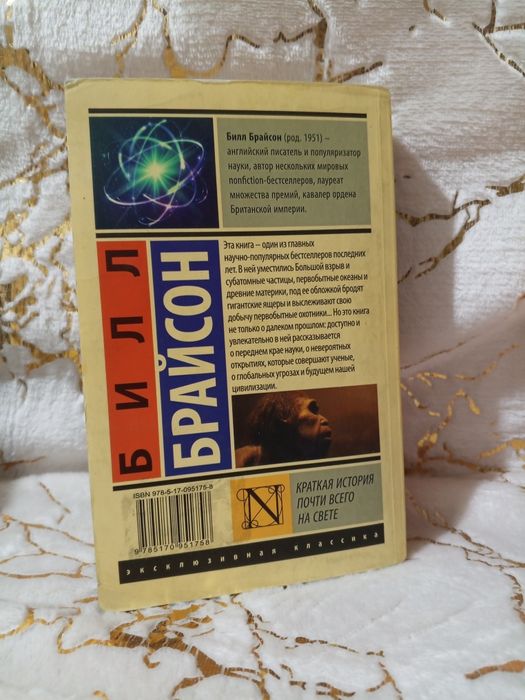 Билл Брайсон (род. 1951) –
английский писатель и популяризатор
науки, автор нескольких мировых
nonfiction-бестселлеров, лауреат
множества премий, кавалер ордена
Британской империи.
БИЛЛ
БРАЙСОН
Эта книга – один из главных
научно-популярных бестселлеров последних
лет. В ней уместились Большой взрыв и
субатомные частицы, первобытные океаны и
древние материки, под ее обложкой бродят
гигантские ящеры и выслеживают свою
добычу первобытные охотники... Но это книга
не только о далеком прошлом: доступно и
увлекательно в ней рассказывается
о переднем крае науки, о невероятных
открытиях, которые совершают ученые,
о глобальных угрозах и будущем нашей
цивилизации.
ISBN 978-5-17-095175-8
9 785170 951758
N
КРАТКАЯ ИСТОРИЯ
ПОЧТИ ВСЕГО
НА СВЕТЕ
эксклюзивная классика